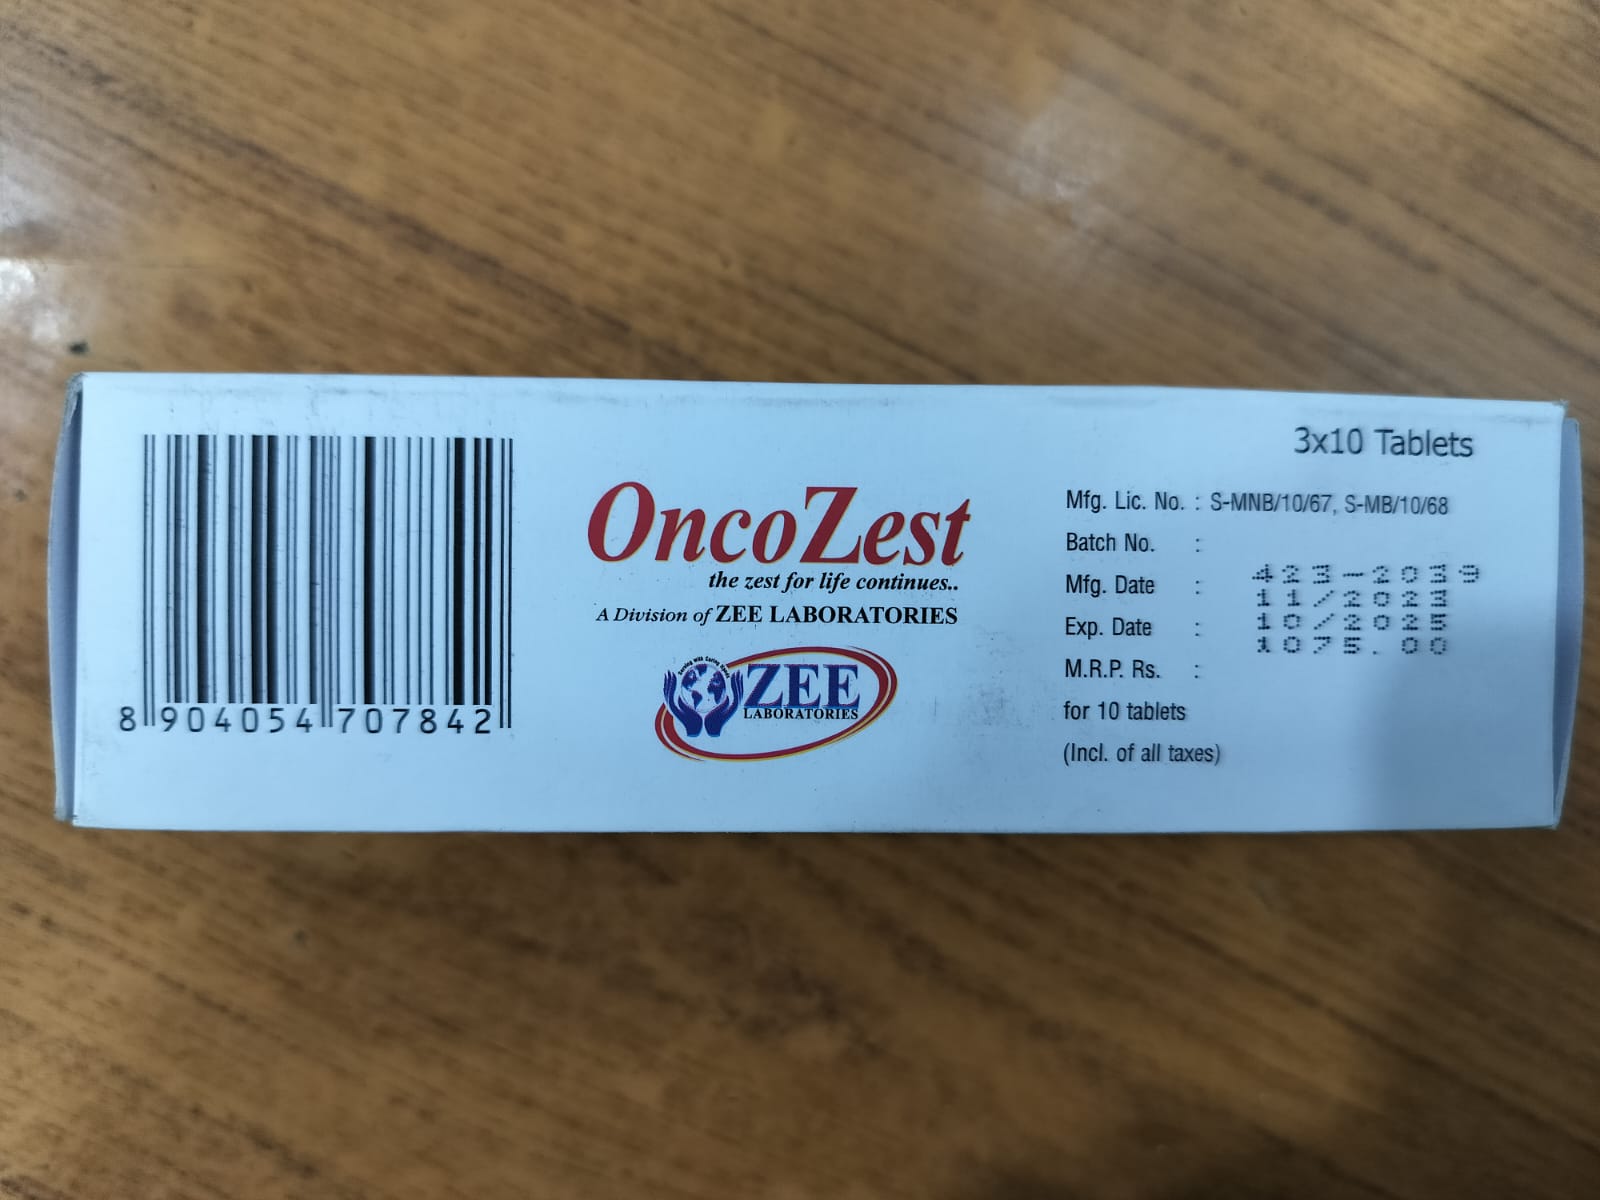 8 904054 707842
OncoZest
the zest for life continues..
A Division of ZEE LABORATORIES
ZEE
LABORATORIES
3x10 Tablets
Mfg. Lic. No. : S-MNB/10/67, S-MB/10/68
Batch No. :
423-2039
Mfg. Date :
11/2023
Exp. Date :
10/2025
1075.00
M.R.P. Rs. :
for 10 tablets
(Incl. of all taxes)